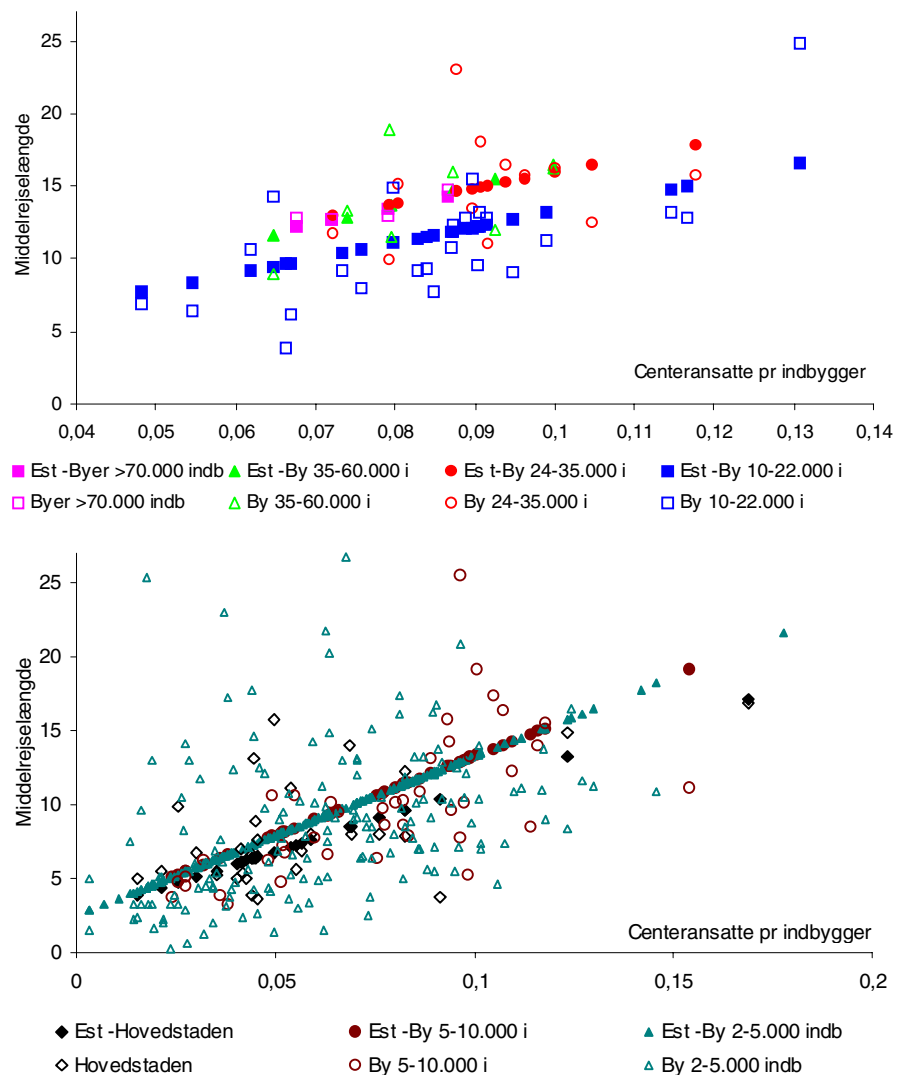 Middelrejselængde
25
20
15
10
5
0
Centeransatte pr indbygger
0,04 0,05 0,06 0,07 0,08 0,09 0,1 0,11 0,12 0,13 0,14
Est -Byer >70.000 indb Est -By 35-60.000 i Es t-By 24-35.000 i Est -By 10-22.000 i
Byer >70.000 indb By 35-60.000 i By 24-35.000 i By 10-22.000 i
Middelrejselængde
25
20
15
10
5
0
Centeransatte pr indbygger
0 0,05 0,1 0,15 0,2
Est -Hovedstaden Est -By 5-10.000 i Est -By 2-5.000 indb
Hovedstaden By 5-10.000 i By 2-5.000 indb